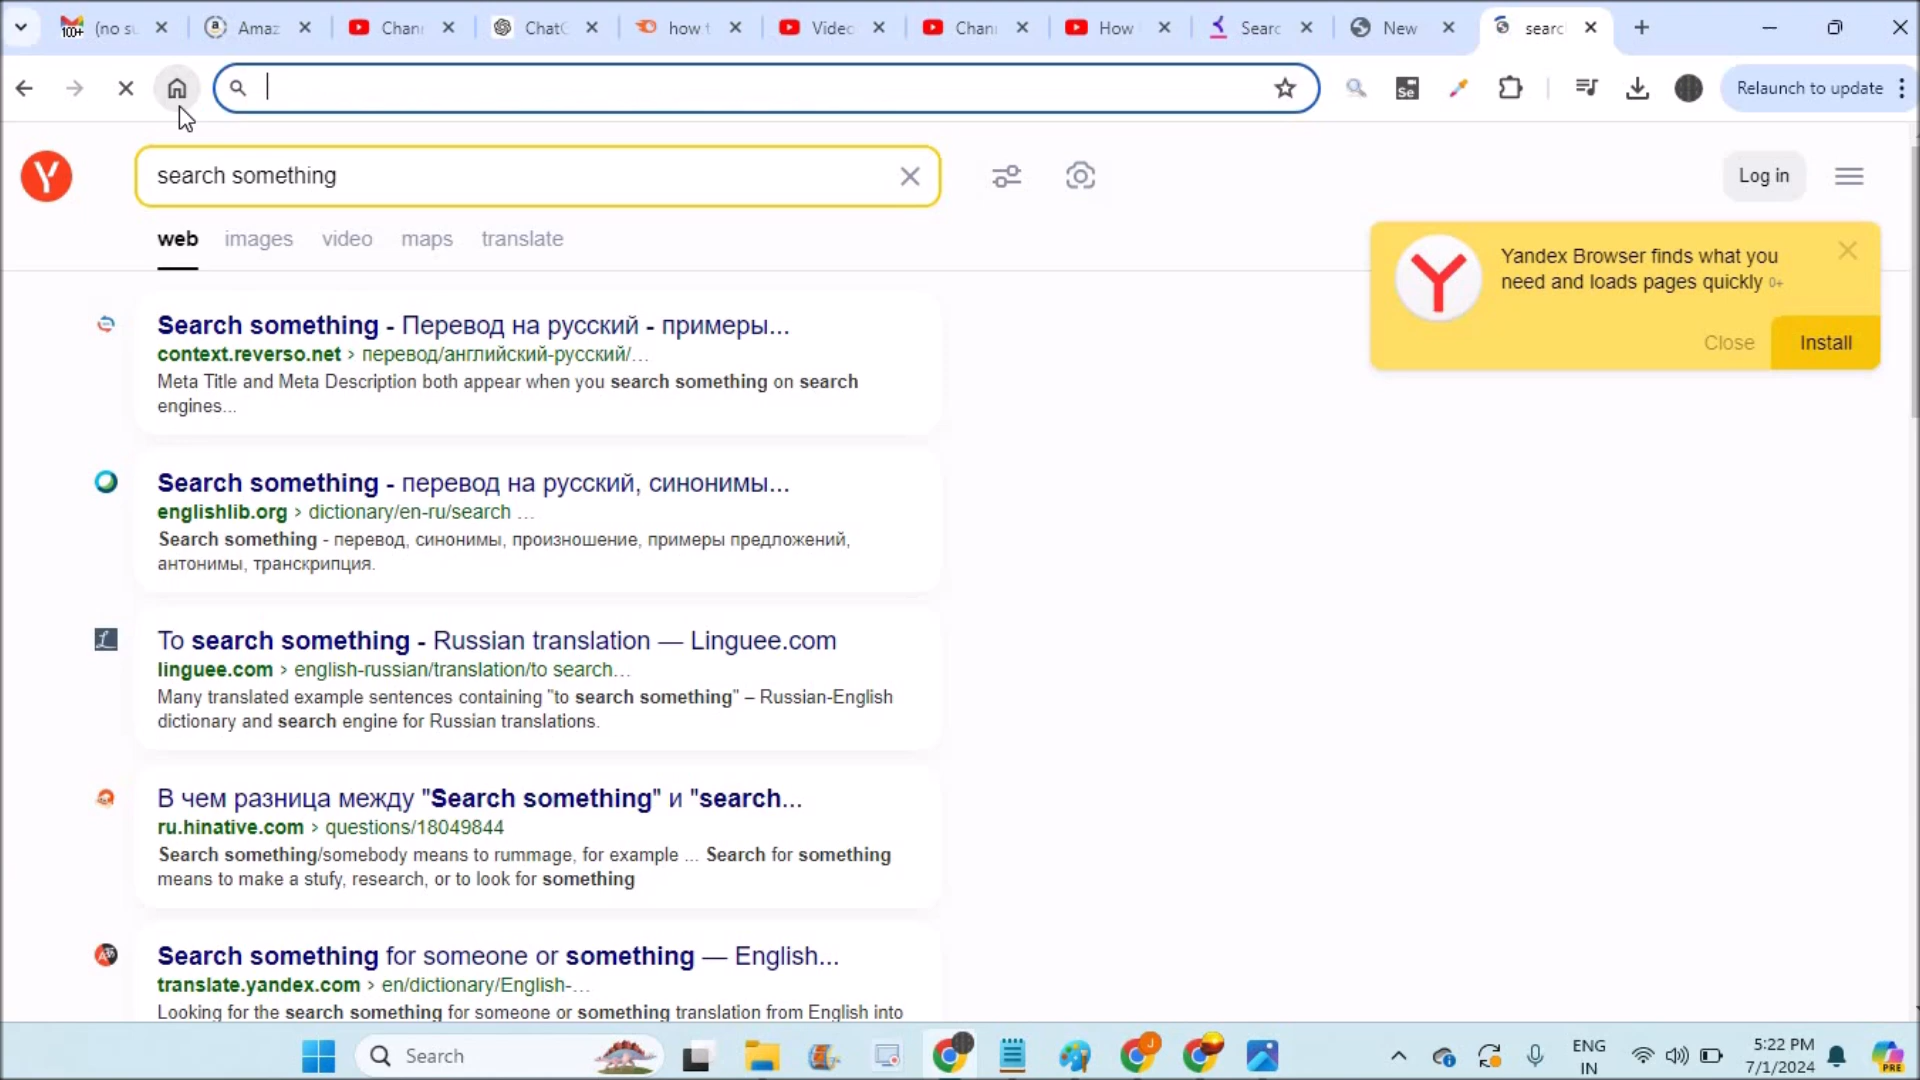 100+ (no su Amaz Chann ChatG how t Video Chann How Searc New searc
Relaunch to update
Y search something Log in
web images video maps translate
Yandex Browser finds what you
need and loads pages quickly 0+
Close Install
Search something - Перевод на русский - примеры...
context.reverso.net › перевод/английский-русский/...
Meta Title and Meta Description both appear when you search something on search
engines...
Search something - перевод на русский, синонимы...
englishlib.org › dictionary/en-ru/search ...
Search something - перевод, синонимы, произношение, примеры предложений,
антонимы, транскрипция.
To search something - Russian translation — Linguee.com
linguee.com › english-russian/translation/to search...
Many translated example sentences containing "to search something" – Russian-English
dictionary and search engine for Russian translations.
В чем разница между "Search something" и "search...
ru.hinative.com › questions/18049844
Search something/somebody means to rummage, for example ... Search for something
means to make a stufy, research, or to look for something
Search something for someone or something — English...
translate.yandex.com › en/dictionary/English-...
Looking for the search something for someone or something translation from English into
Search ENG
IN 5:22 PM
7/1/2024 PRE